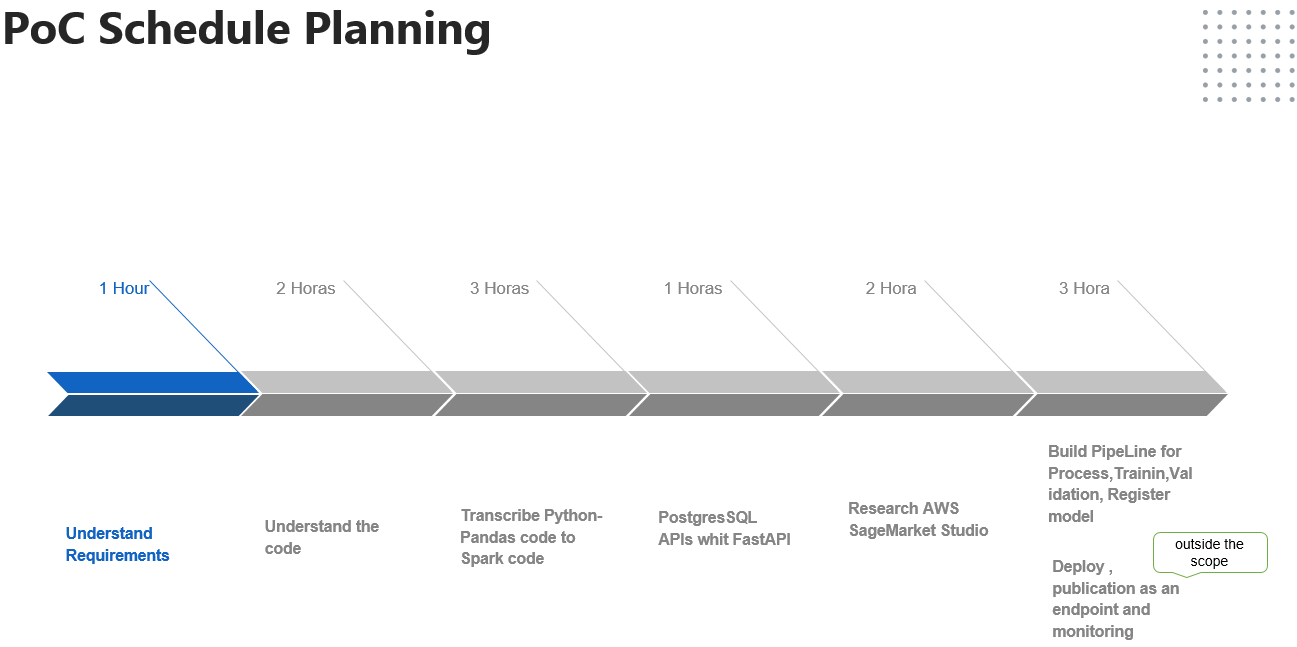 PoC Schedule Planning
1 Hour
2 Horas
3 Horas
1 Horas
2 Hora
3 Hora
Understand
Requirements
Understand the
code
Transcribe Python-
Pandas code to
Spark code
PostgresSQL
APIs whit FastAPI
Research AWS
SageMarket Studio
Build PipeLine for
Process,Trainin,Val
idation, Register
model
outside the
scope
Deploy ,
publication as an
endpoint and
monitoring